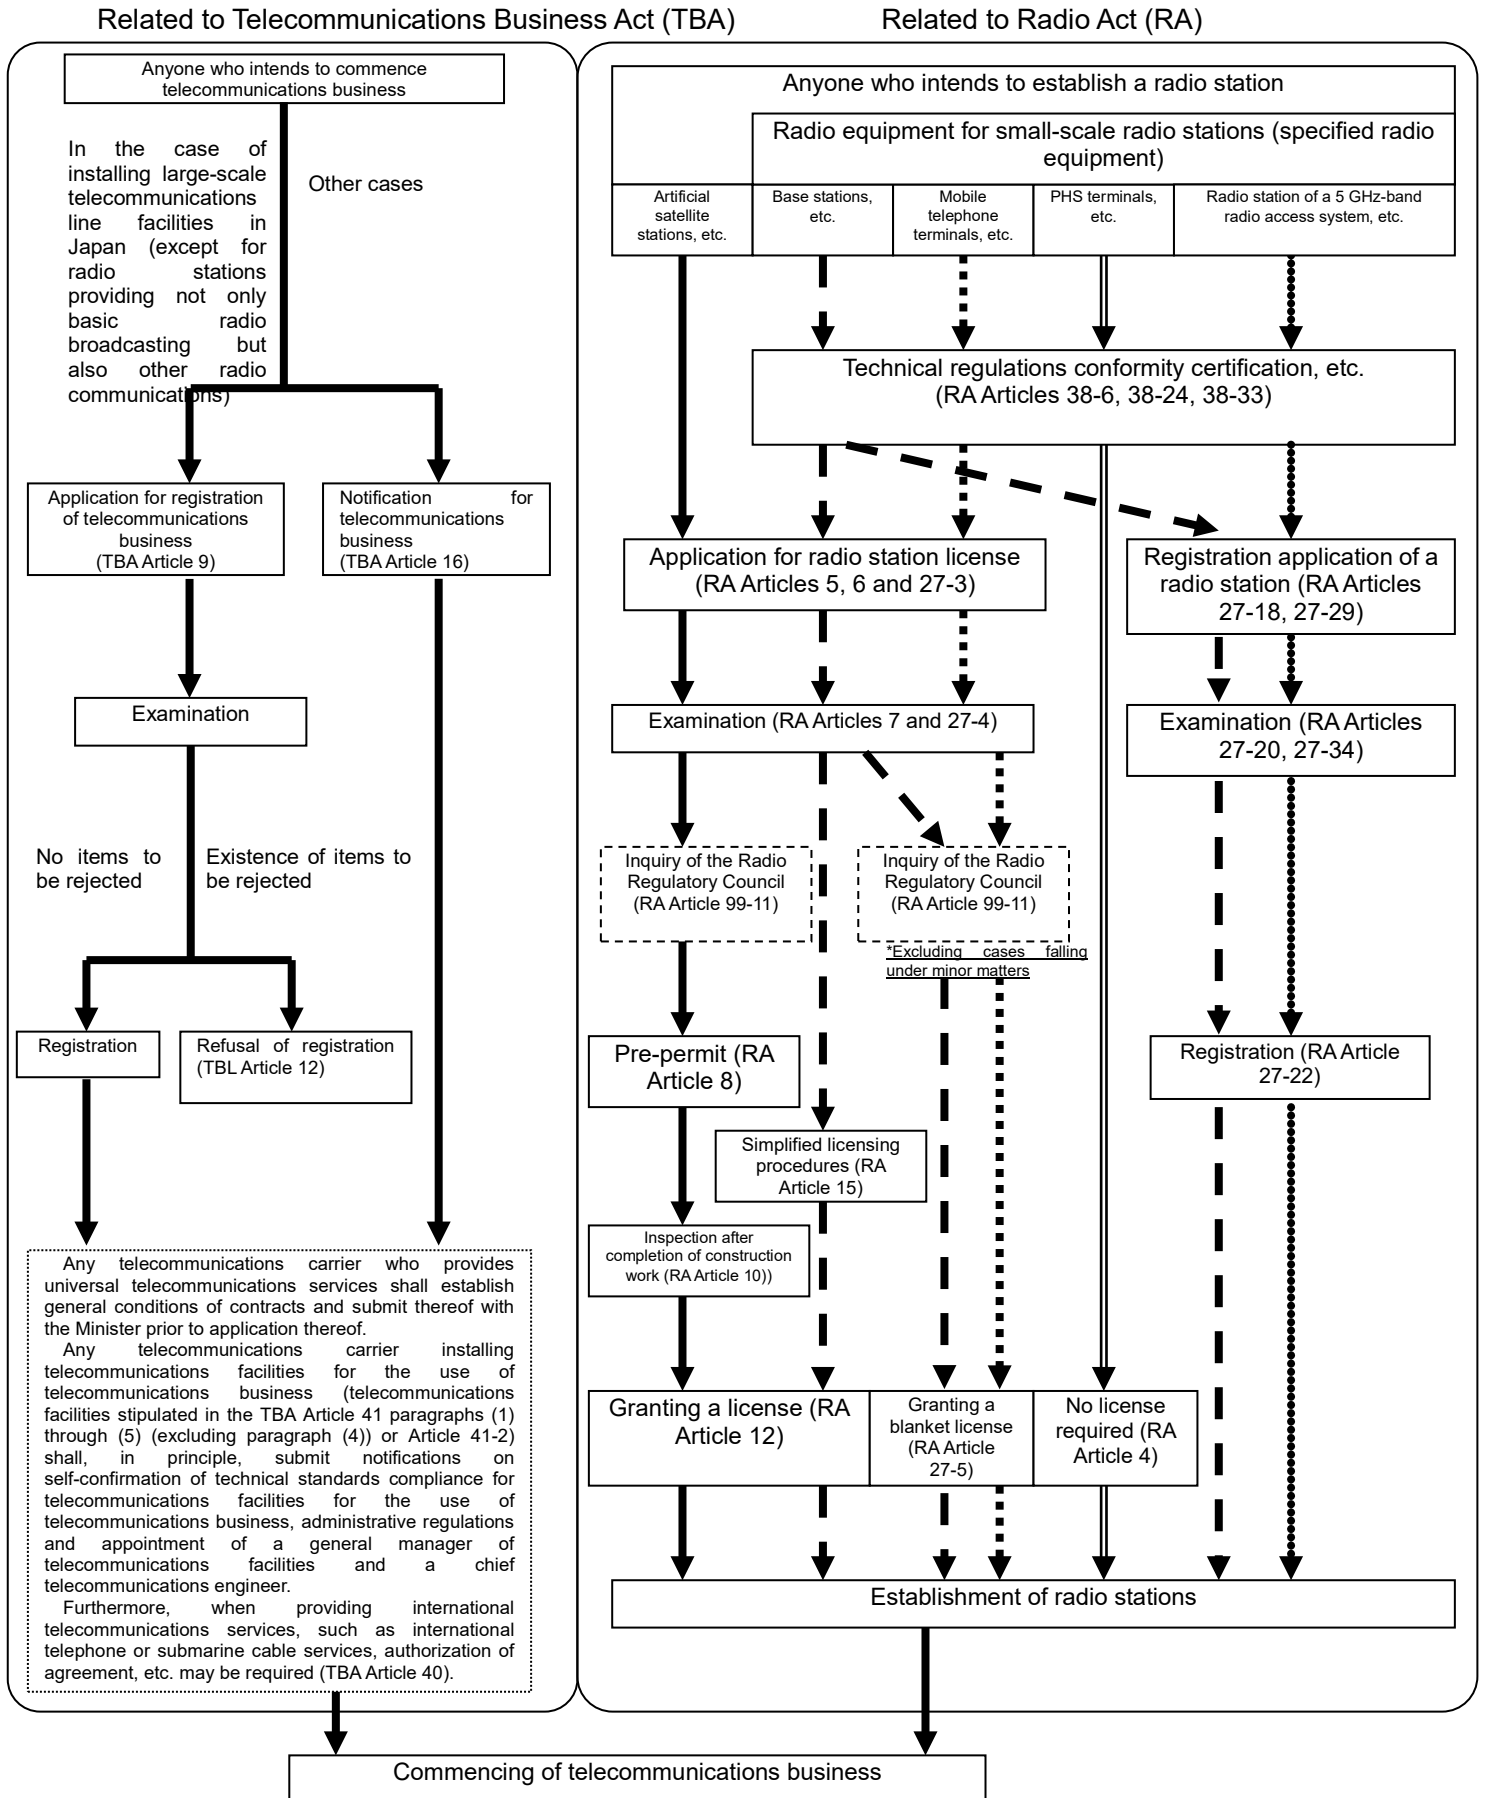 Related to Telecommunications Business Act (TBA)
Related to Radio Act (RA)
Anyone who intends to commence
telecommunications business
In the case of
installing large-scale
telecommunications
line facilities in
Japan (except for
radio stations
providing not only
basic radio
broadcasting but
also other radio
communications)
Other cases
Application for registration
of telecommunications
business
(TBA Article 9)
Notification for
telecommunications
business
(TBA Article 16)
Examination
No items to
be rejected
Existence of items to
be rejected
Registration
Refusal of registration
(TBL Article 12)
Any telecommunications carrier who provides
universal telecommunications services shall establish
general conditions of contracts and submit thereof with
the Minister prior to application thereof.
Any telecommunications carrier installing
telecommunications facilities for the use of
telecommunications business (telecommunications
facilities stipulated in the TBA Article 41 paragraphs (1)
through (5) (excluding paragraph (4)) or Article 41-2)
shall, in principle, submit notifications on
self-confirmation of technical standards compliance for
telecommunications facilities for the use of
telecommunications business, administrative regulations
and appointment of a general manager of
telecommunications facilities and a chief
telecommunications engineer.
Furthermore, when providing international
telecommunications services, such as international
telephone or submarine cable services, authorization of
agreement, etc. may be required (TBA Article 40).
Anyone who intends to establish a radio station
Radio equipment for small-scale radio stations (specified radio
equipment)
Artificial
satellite
stations, etc.
Base stations,
etc.
Mobile
telephone
terminals, etc.
PHS terminals,
etc.
Radio station of a 5 GHz-band
radio access system, etc.
Technical regulations conformity certification, etc.
(RA Articles 38-6, 38-24, 38-33)
Application for radio station license
(RA Articles 5, 6 and 27-3)
Registration application of a
radio station (RA Articles
27-18, 27-29)
Examination (RA Articles 7 and 27-4)
Examination (RA Articles
27-20, 27-34)
Inquiry of the Radio
Regulatory Council
(RA Article 99-11)
Inquiry of the Radio
Regulatory Council
(RA Article 99-11)
*Excluding cases falling
under minor matters
Pre-permit (RA
Article 8)
Registration (RA Article
27-22)
Simplified licensing
procedures (RA
Article 15)
Inspection after
completion of construction
work (RA Article 10))
Granting a license (RA
Article 12)
Granting a
blanket license
(RA Article
27-5)
No license
required (RA
Article 4)
Establishment of radio stations
Commencing of telecommunications business